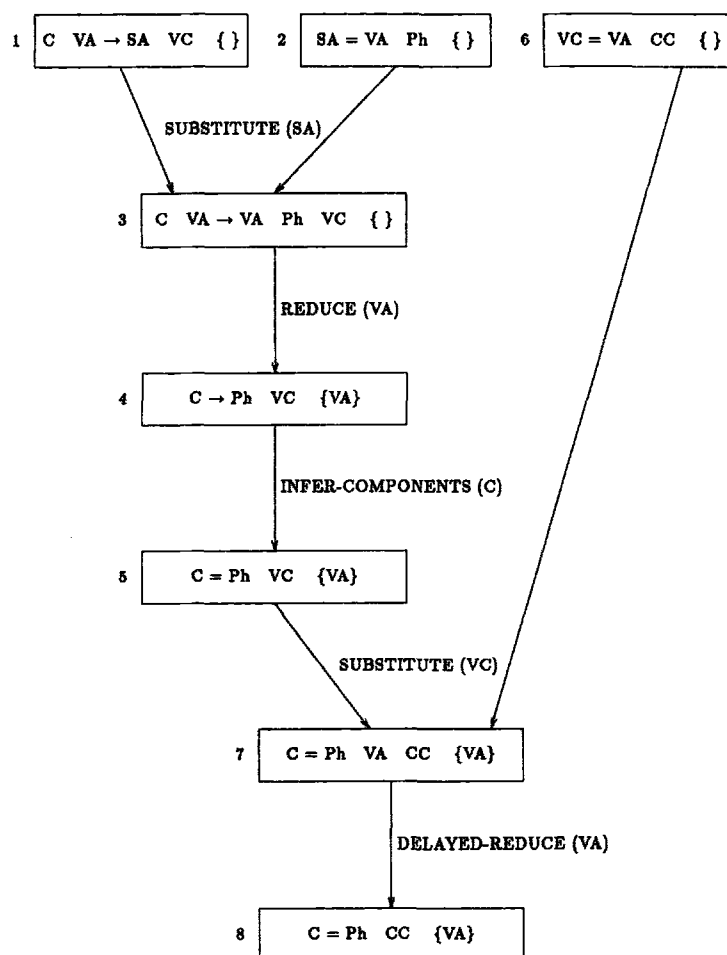 1 C VA → SA VC { } 2 SA = VA Ph { } 6 VC = VA CC { }
SUBSTITUTE (SA)
3 C VA → VA Ph VC { }
REDUCE (VA)
4 C → Ph VC {VA}
INFER-COMPONENTS (C)
5 C = Ph VC {VA}
SUBSTITUTE (VC)
7 C = Ph VA CC {VA}
DELAYED-REDUCE (VA)
8 C = Ph CC {VA}